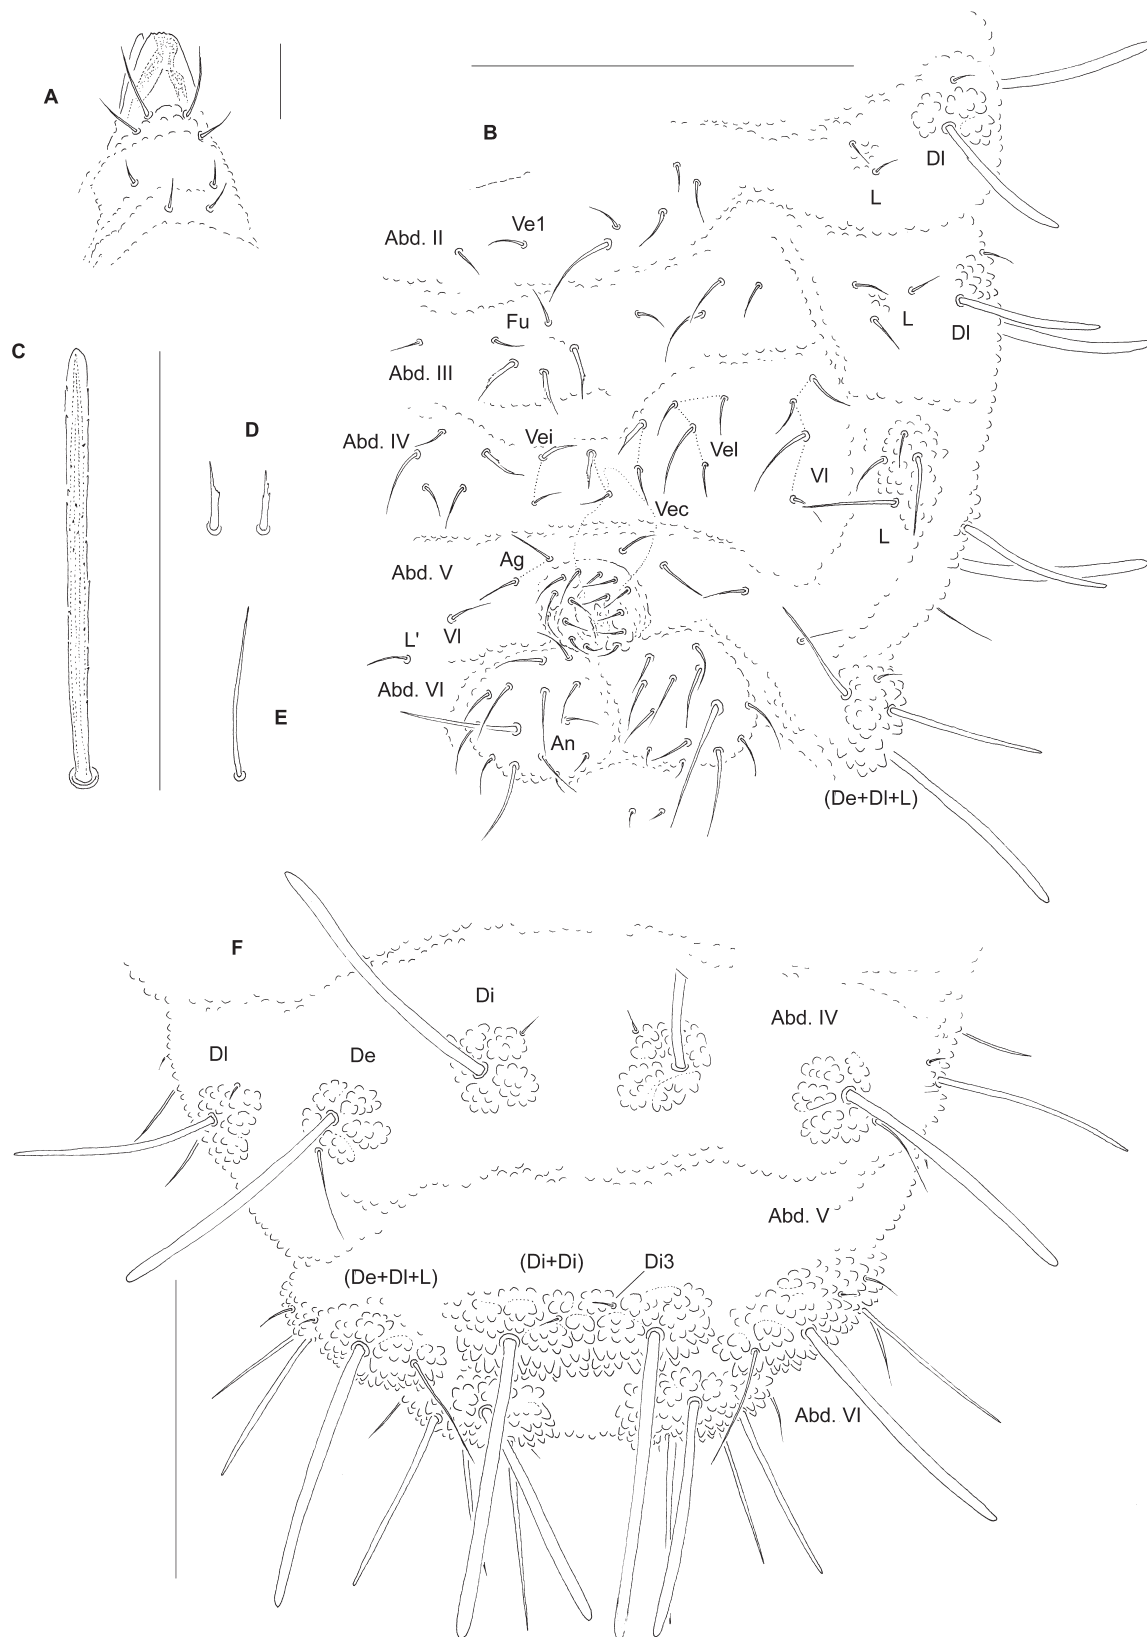 A
B
Dl
L
Ve1
Abd. II
Fu
L
Dl
C
Abd. III
D
Abd. IV
Vei
Vel
Vl
Vec
L
Ag
Abd. V
Vl
L'
Abd. VI
E
An
(De+Dl+L)
F
Di
Abd. IV
Dl
De
Abd. V
(De+Dl+L)
(Di+Di)
Di3
Abd. VI